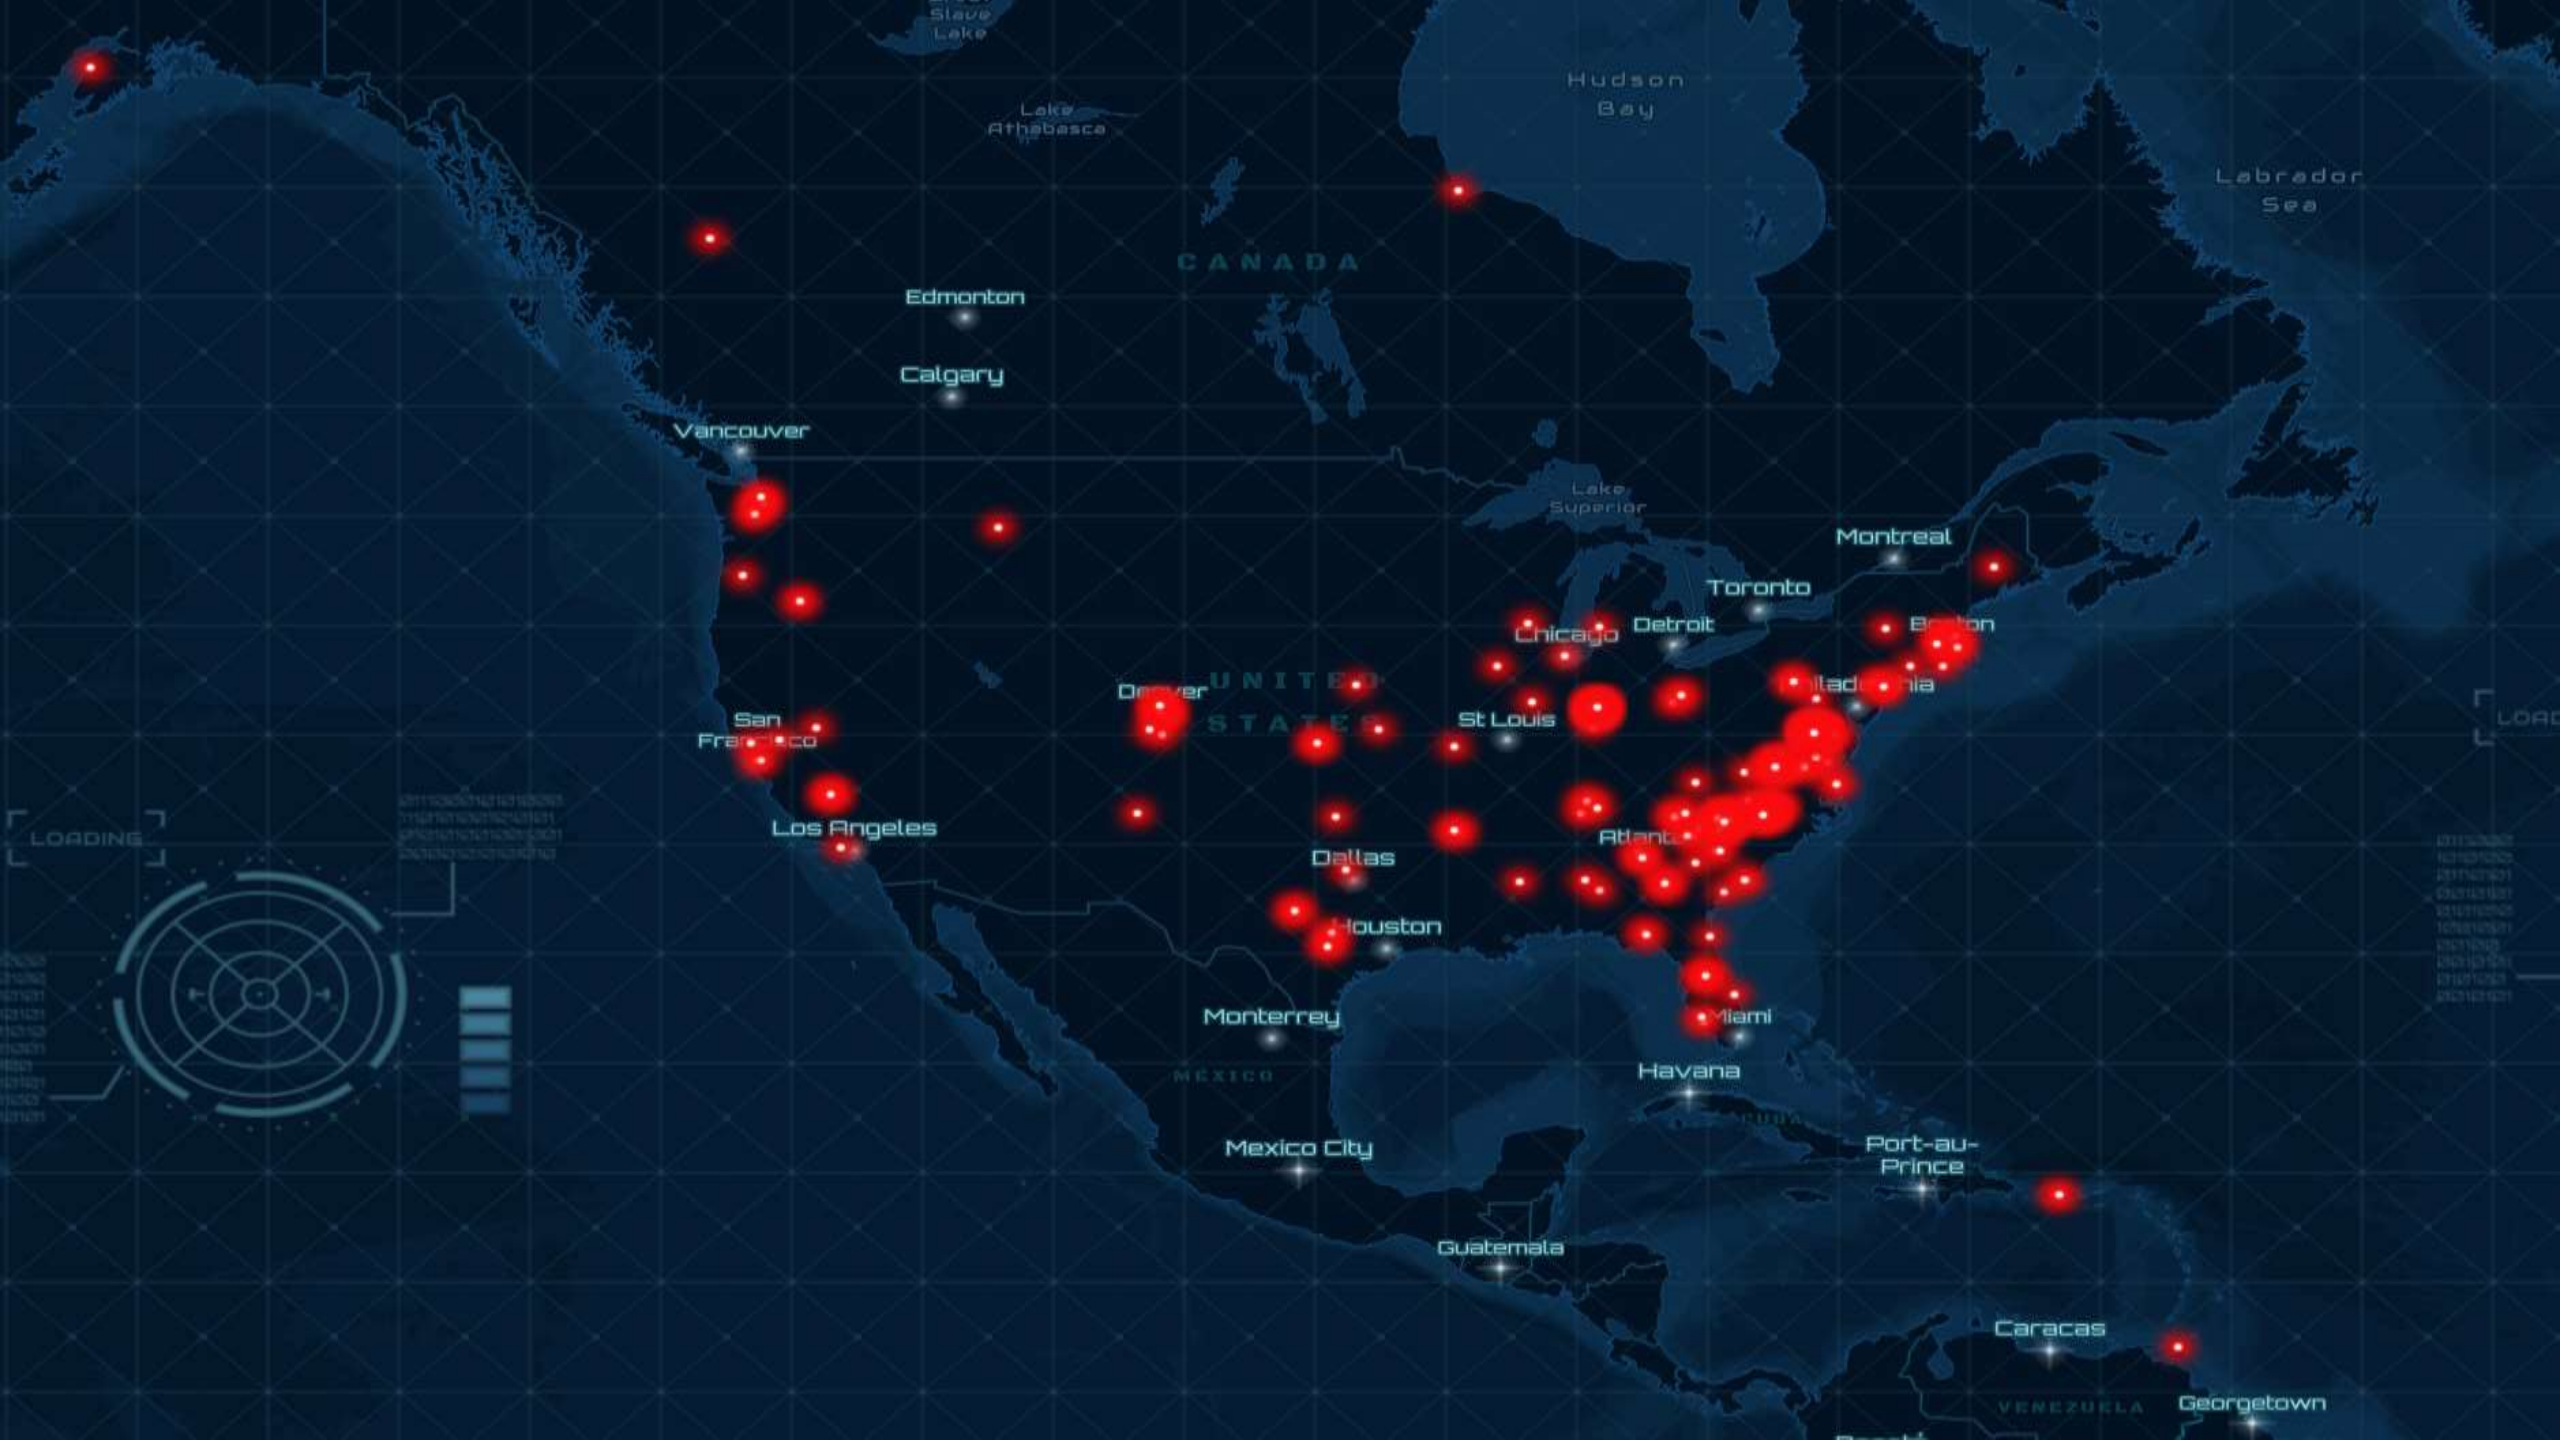 Slave
Lake
Lake
Athabasca
Hudson
Bay
Labrador
Sea
CANADA
Edmonton
Calgary
Vancouver
Lake
Superior
Montreal
Toronto
Detroit
Chicago
UNITED
STATES
St Louis
San
LOADING
Los Angeles
Dallas
Houston
Monterrey
Miami
MÉXICO
Havana
CUBA
Mexico City
Port-au-
Prince
Guatemala
Caracas
VENEZUELA
Georgetown